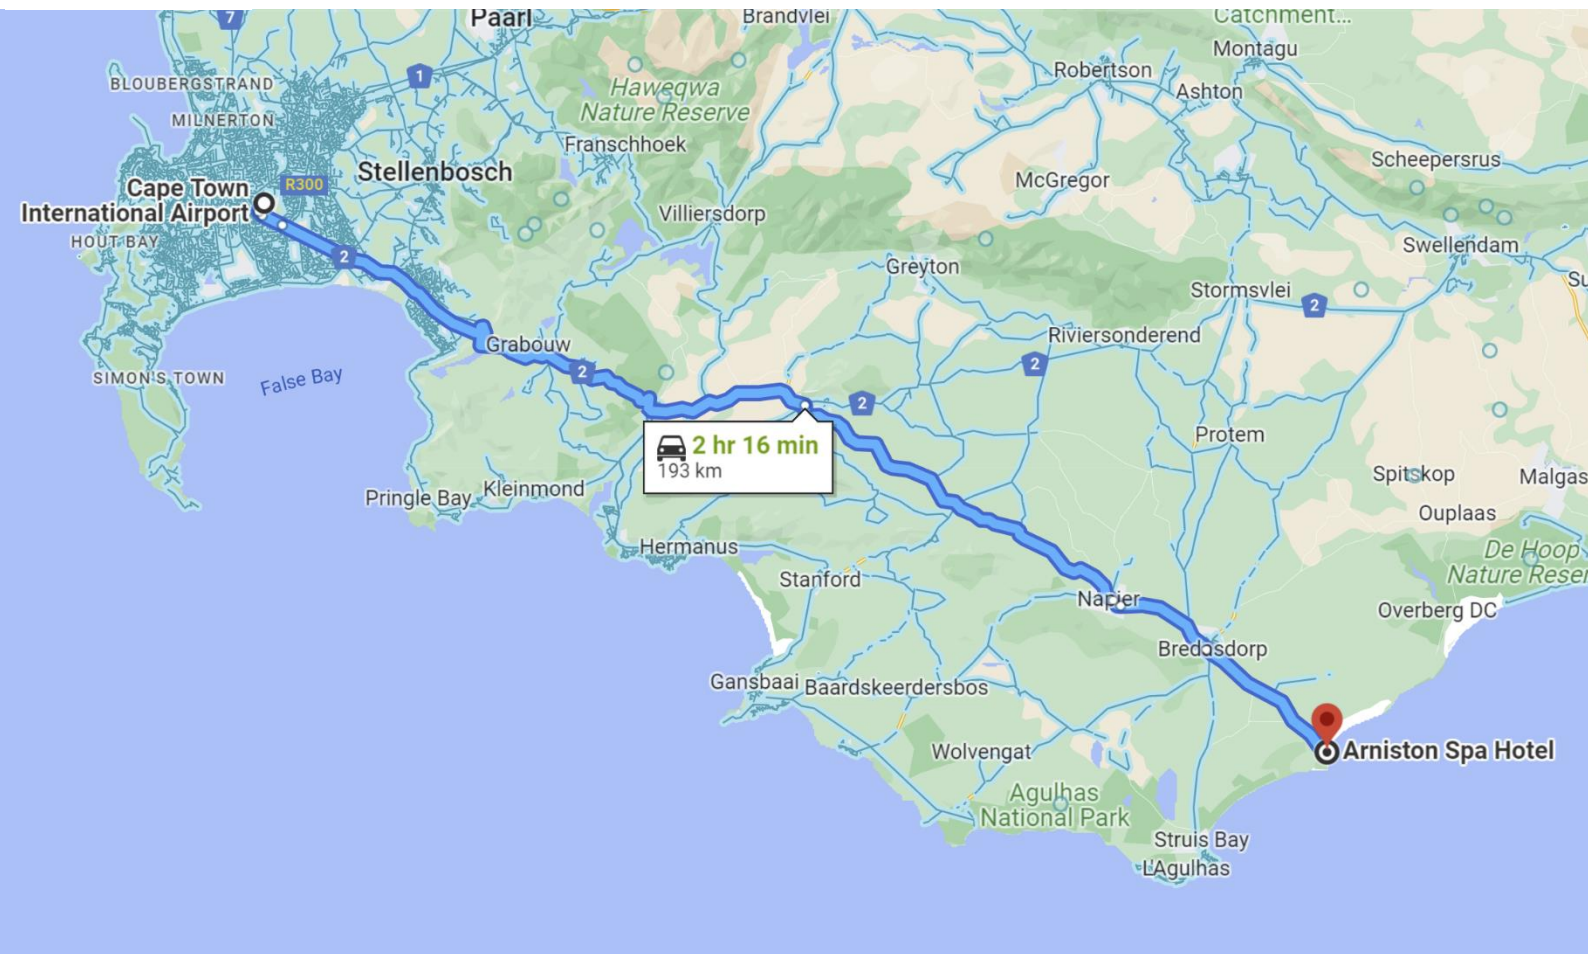 Paarl
Brandvlei
Catchment...
7
Montagu
1
Robertson
BLOUBERGSTRAND
Haweqwa
Nature Reserve
Ashton
MILNERTON
Franschhoek
Scheepersrus
Stellenbosch
McGregor
Cape Town
International Airport
R300
Villiersdorp
HOUT BAY
Swellendam
2
Greyton
Su
Stormsvlei
2
Riviersonderend
Grabouw
2
2
SIMON'S TOWN
False Bay
2
Protem
2 hr 16 min
193 km
Spitskop
Malgas
Pringle Bay
Kleinmond
Ouplaas
Hermanus
De Hoop
Nature Reser
Stanford
Napier
Overberg DC
Bredasdorp
Gansbaai
Baardskeerdersbos
Wolvengat
Arniston Spa Hotel
Agulhas
National Park
Struis Bay
L'Agulhas